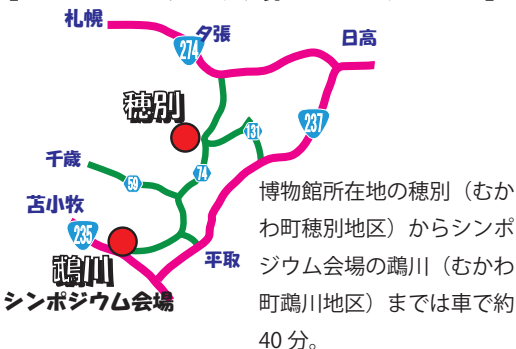 札幌
夕張
274
日高
穂別
131
237
千歳
59
74
苫小牧
235
鵡川
平取
シンポジウム会場
博物館所在地の穂別（むか
わ町穂別地区）からシンポ
ジウム会場の鵡川（むかわ
町鵡川地区）までは車で約
40 分。